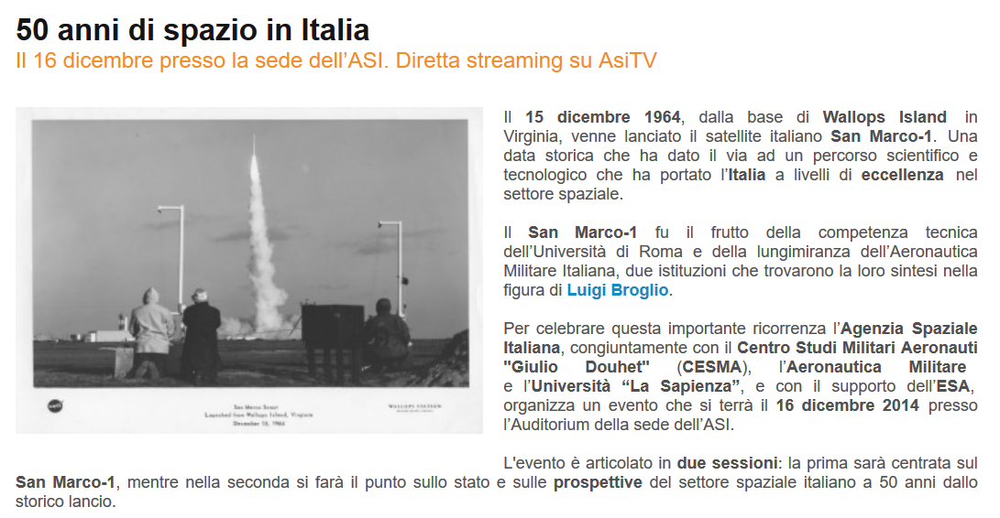 50 anni di spazio in Italia
Il 16 dicembre presso la sede dell'ASI. Diretta streaming su AsiTV
Il 15 dicembre 1964, dalla base di Wallops Island in
Virginia, venne lanciato il satellite italiano San Marco-1. Una
data storica che ha dato il via ad un percorso scientifico e
tecnologico che ha portato l'Italia a livelli di eccellenza nel
settore spaziale.
Il San Marco-1 fu il frutto della competenza tecnica
dell'Università di Roma e della lungimiranza dell'Aeronautica
Militare Italiana, due istituzioni che trovarono la loro sintesi nella
figura di Luigi Broglio.
Per celebrare questa importante ricorrenza l'Agenzia Spaziale
Italiana, congiuntamente con il Centro Studi Militari Aeronauti
"Giulio Douhet" (CESMA), l'Aeronautica Militare
e l'Università “La Sapienza”, e con il supporto dell'ESA,
organizza un evento che si terrà il 16 dicembre 2014 presso
l'Auditorium della sede dell'ASI.
L'evento è articolato in due sessioni: la prima sarà centrata sul
San Marco-1, mentre nella seconda si farà il punto sullo stato e sulle prospettive del settore spaziale italiano a 50 anni dallo
storico lancio.
San Marco Scout
Launched from Wallops Island, Virginia
WALLOPS STATION